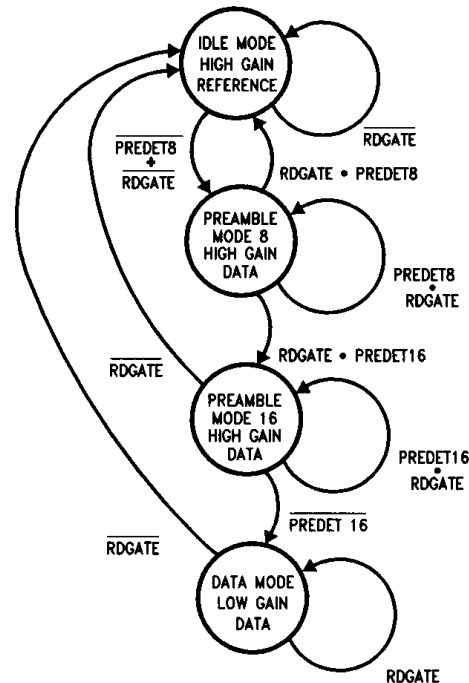 IDLE MODE
HIGH GAIN
REFERENCE
RDGATE
PREDET8
+
RDGATE
RDGATE • PREDET8
PREAMBLE
MODE 8
HIGH GAIN
DATA
PREDET8
•
RDGATE
RDGATE • PREDET16
RDGATE
PREAMBLE
MODE 16
HIGH GAIN
DATA
PREDET16
•
RDGATE
PREDET 16
RDGATE
DATA MODE
LOW GAIN
DATA
RDGATE